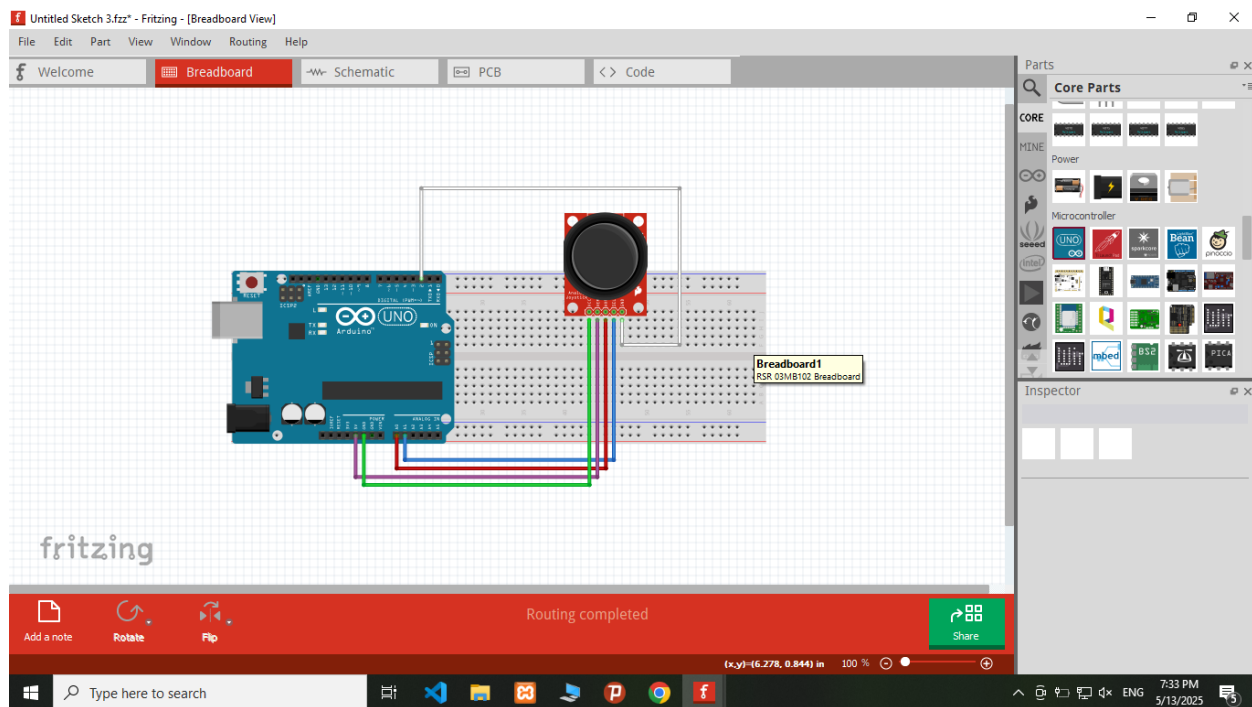 Untitled Sketch 3.fzz* - Fritzing - [Breadboard View]
File Edit Part View Window Routing Help
Welcome
Breadboard
Schematic
PCB
Code
Parts
Core Parts
CORE
MINE
Power
Microcontroller
UNO
Bean
pinoccio
seeed
(intel)
mbed
BS2
PICA
RESET
ICSP2
DIGITAL (PWM~)
L
TX
RX
UNO
Arduino
ON
ICSP
POWER
ANALOG IN
Breadboard1
RSR 03MB102 Breadboard
Inspector
fritzing
Add a note
Rotate
Flip
Routing completed
Share
(x,y)=(6.278, 0.844) in 100 %
Type here to search
ENG
7:33 PM
5/13/2025
5